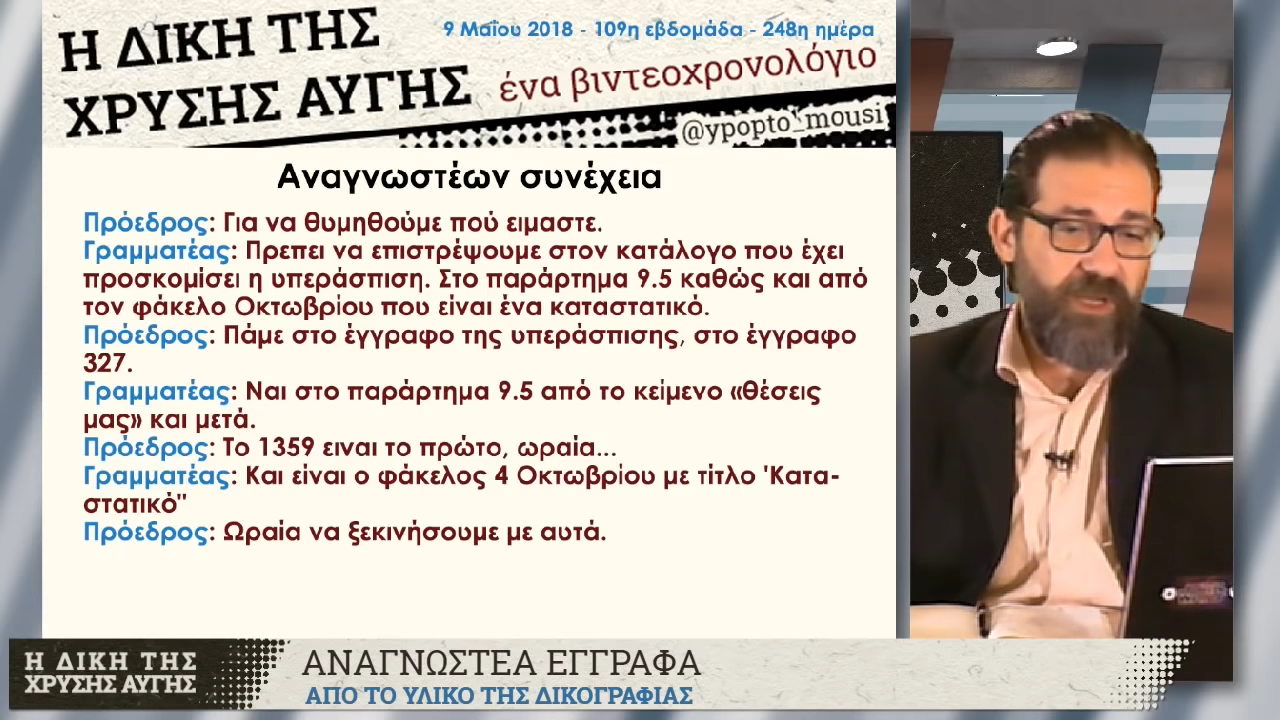 Η ΔΙΚΗ ΤΗΣ
ΧΡΥΣΗΣ ΑΥΓΗΣ
9 Μαΐου 2018 - 109η εβδομάδα - 248η ημέρα
ένα βιντεοχρονολόγιο
@ypopto_mousi
Αναγνωστέων συνέχεια
Πρόεδρος: Για να θυμηθούμε πού ειμαστε.
Γραμματέας: Πρεπει να επιστρέψουμε στον κατάλογο που έχει
προσκομίσει η υπεράσπιση. Στο παράρτημα 9.5 καθώς και από
τον φάκελο Οκτωβρίου που είναι ένα καταστατικό.
Πρόεδρος: Πάμε στο έγγραφο της υπεράσπισης, στο έγγραφο
327.
Γραμματέας: Ναι στο παράρτημα 9.5 από το κείμενο «θέσεις
μας» και μετά.
Πρόεδρος: Το 1359 ειναι το πρώτο, ωραία...
Γραμματέας: Και είναι ο φάκελος 4 Οκτωβρίου με τίτλο 'Κατα-
στατικό"
Πρόεδρος: Ωραία να ξεκινήσουμε με αυτά.
Η ΔΙΚΗ ΤΗΣ
ΧΡΥΣΗΣ ΑΥΓΗΣ
ΑΝΑΓΝΩΣΤΕΑ ΕΓΓΡΑΦΑ
ΑΠΟ ΤΟ ΥΛΙΚΟ ΤΗΣ ΔΙΚΟΓΡΑΦΙΑΣ